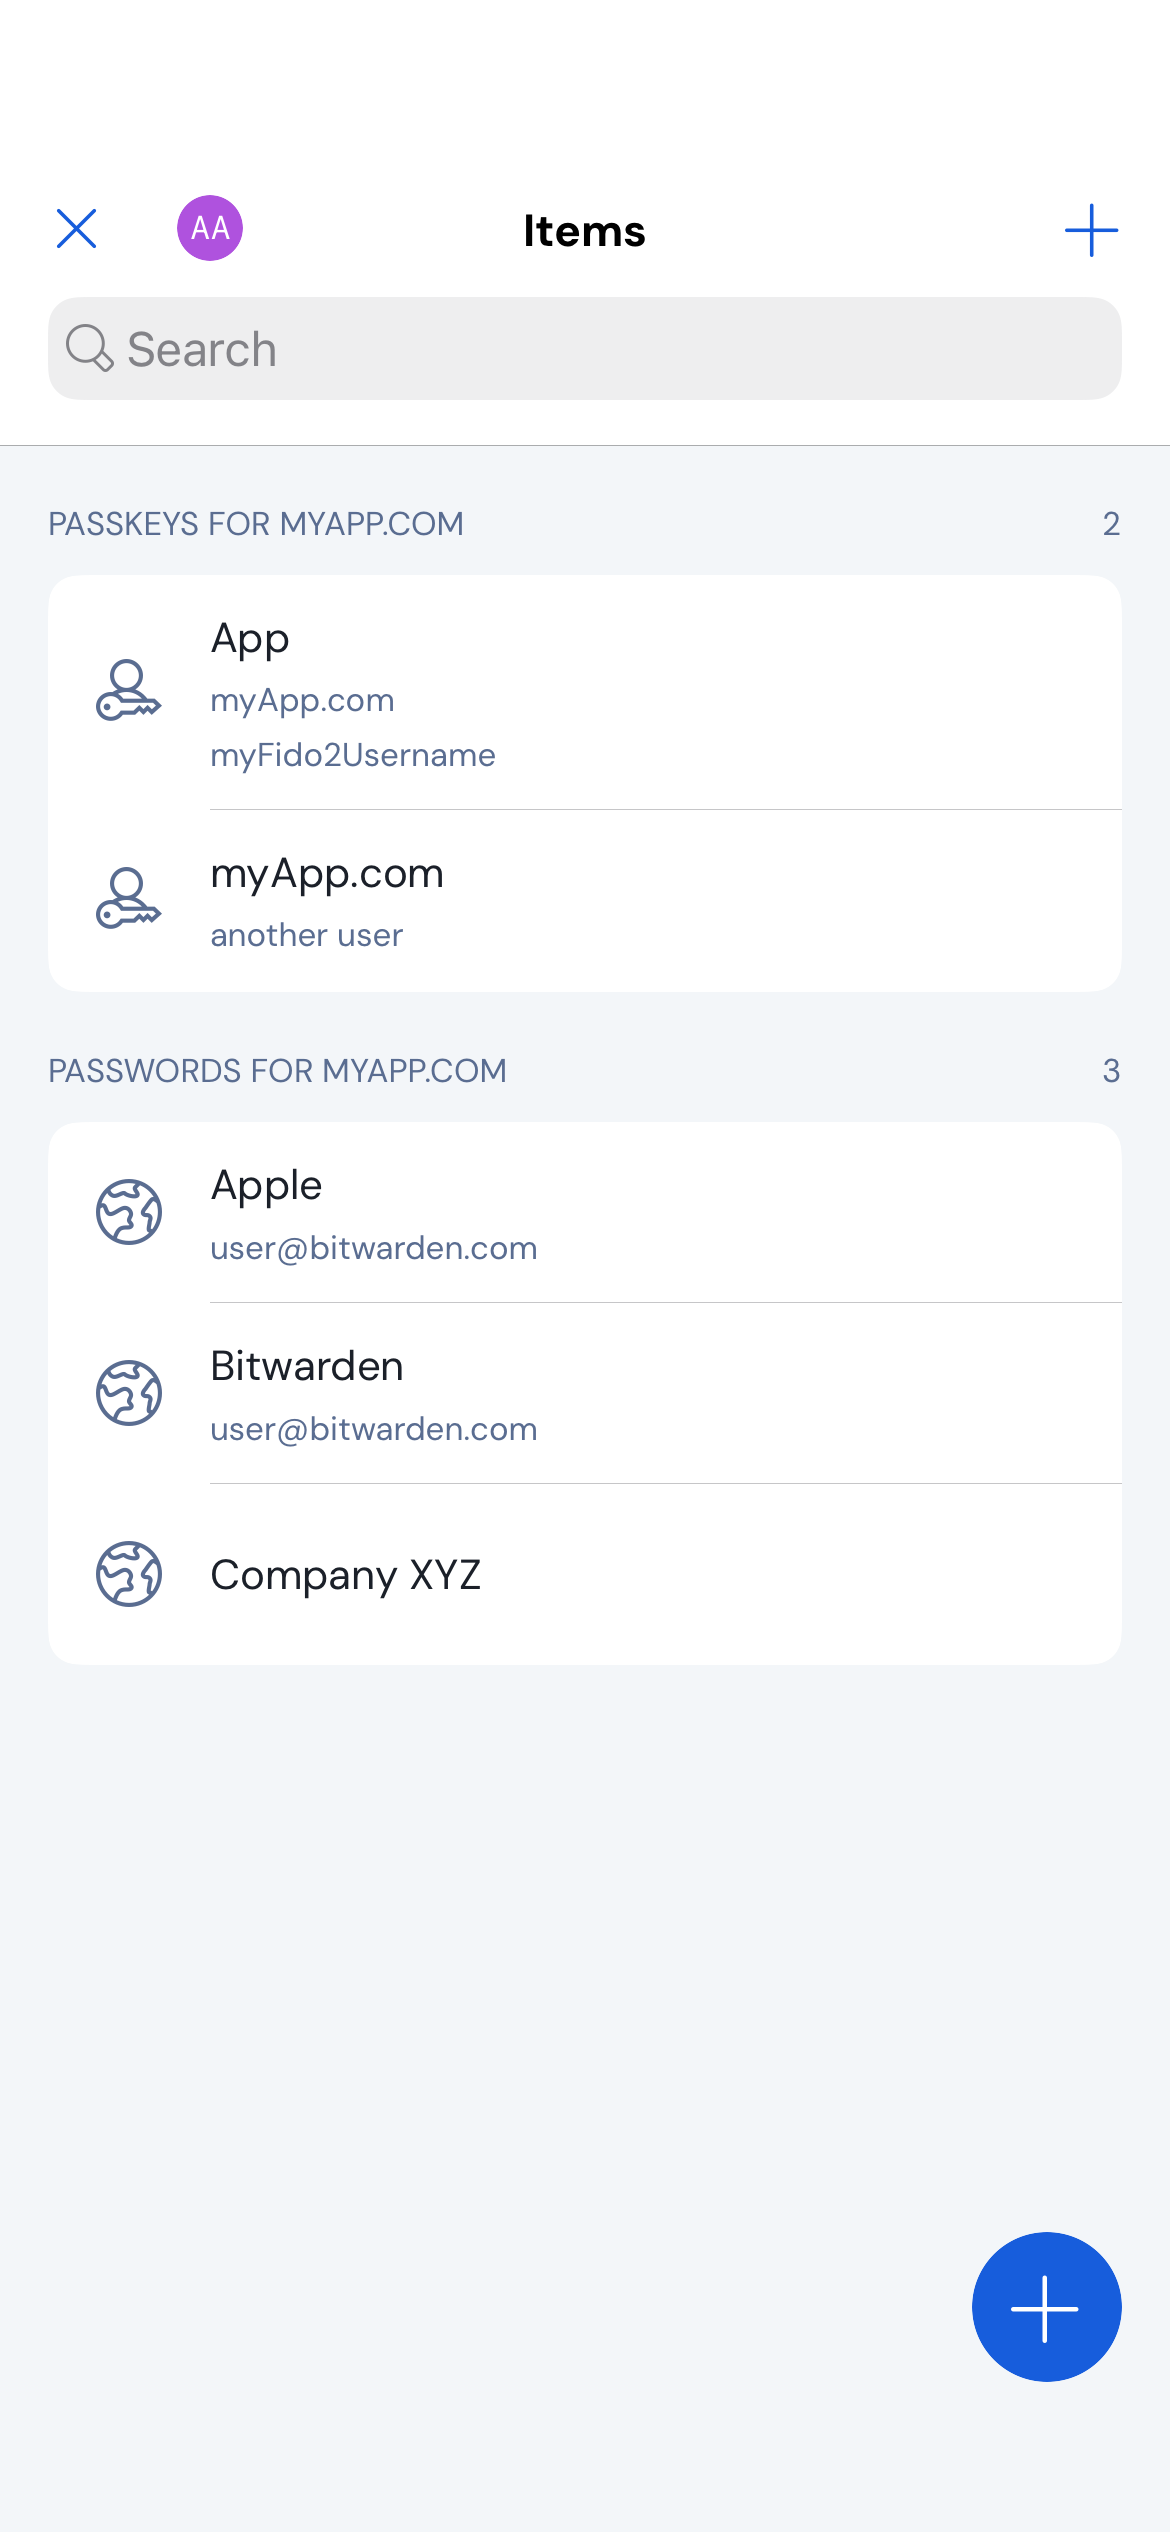 AA
Items
Search
PASSKEYS FOR MYAPP.COM 2
App
myApp.com
myFido2Username
myApp.com
another user
PASSWORDS FOR MYAPP.COM 3
Apple
user@bitwarden.com
Bitwarden
user@bitwarden.com
Company XYZ